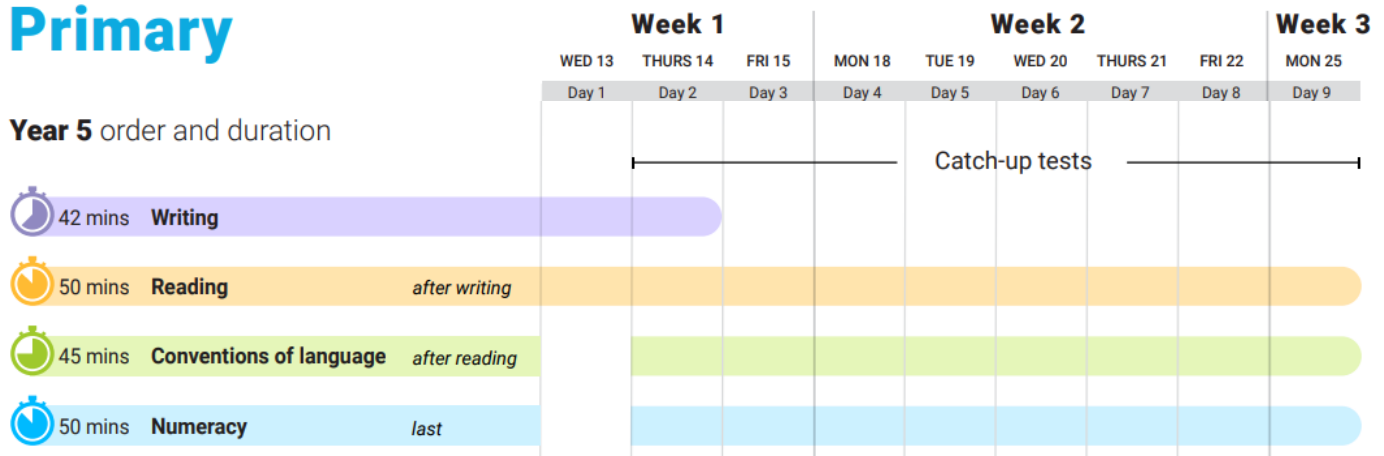 Primary
Week 1 Week 2 Week 3
WED 13 THURS 14 FRI 15 MON 18 TUE 19 WED 20 THURS 21 FRI 22 MON 25
Day 1 Day 2 Day 3 Day 4 Day 5 Day 6 Day 7 Day 8 Day 9
Year 5 order and duration
Catch-up tests
42 mins Writing
50 mins Reading after writing
45 mins Conventions of language after reading
50 mins Numeracy last